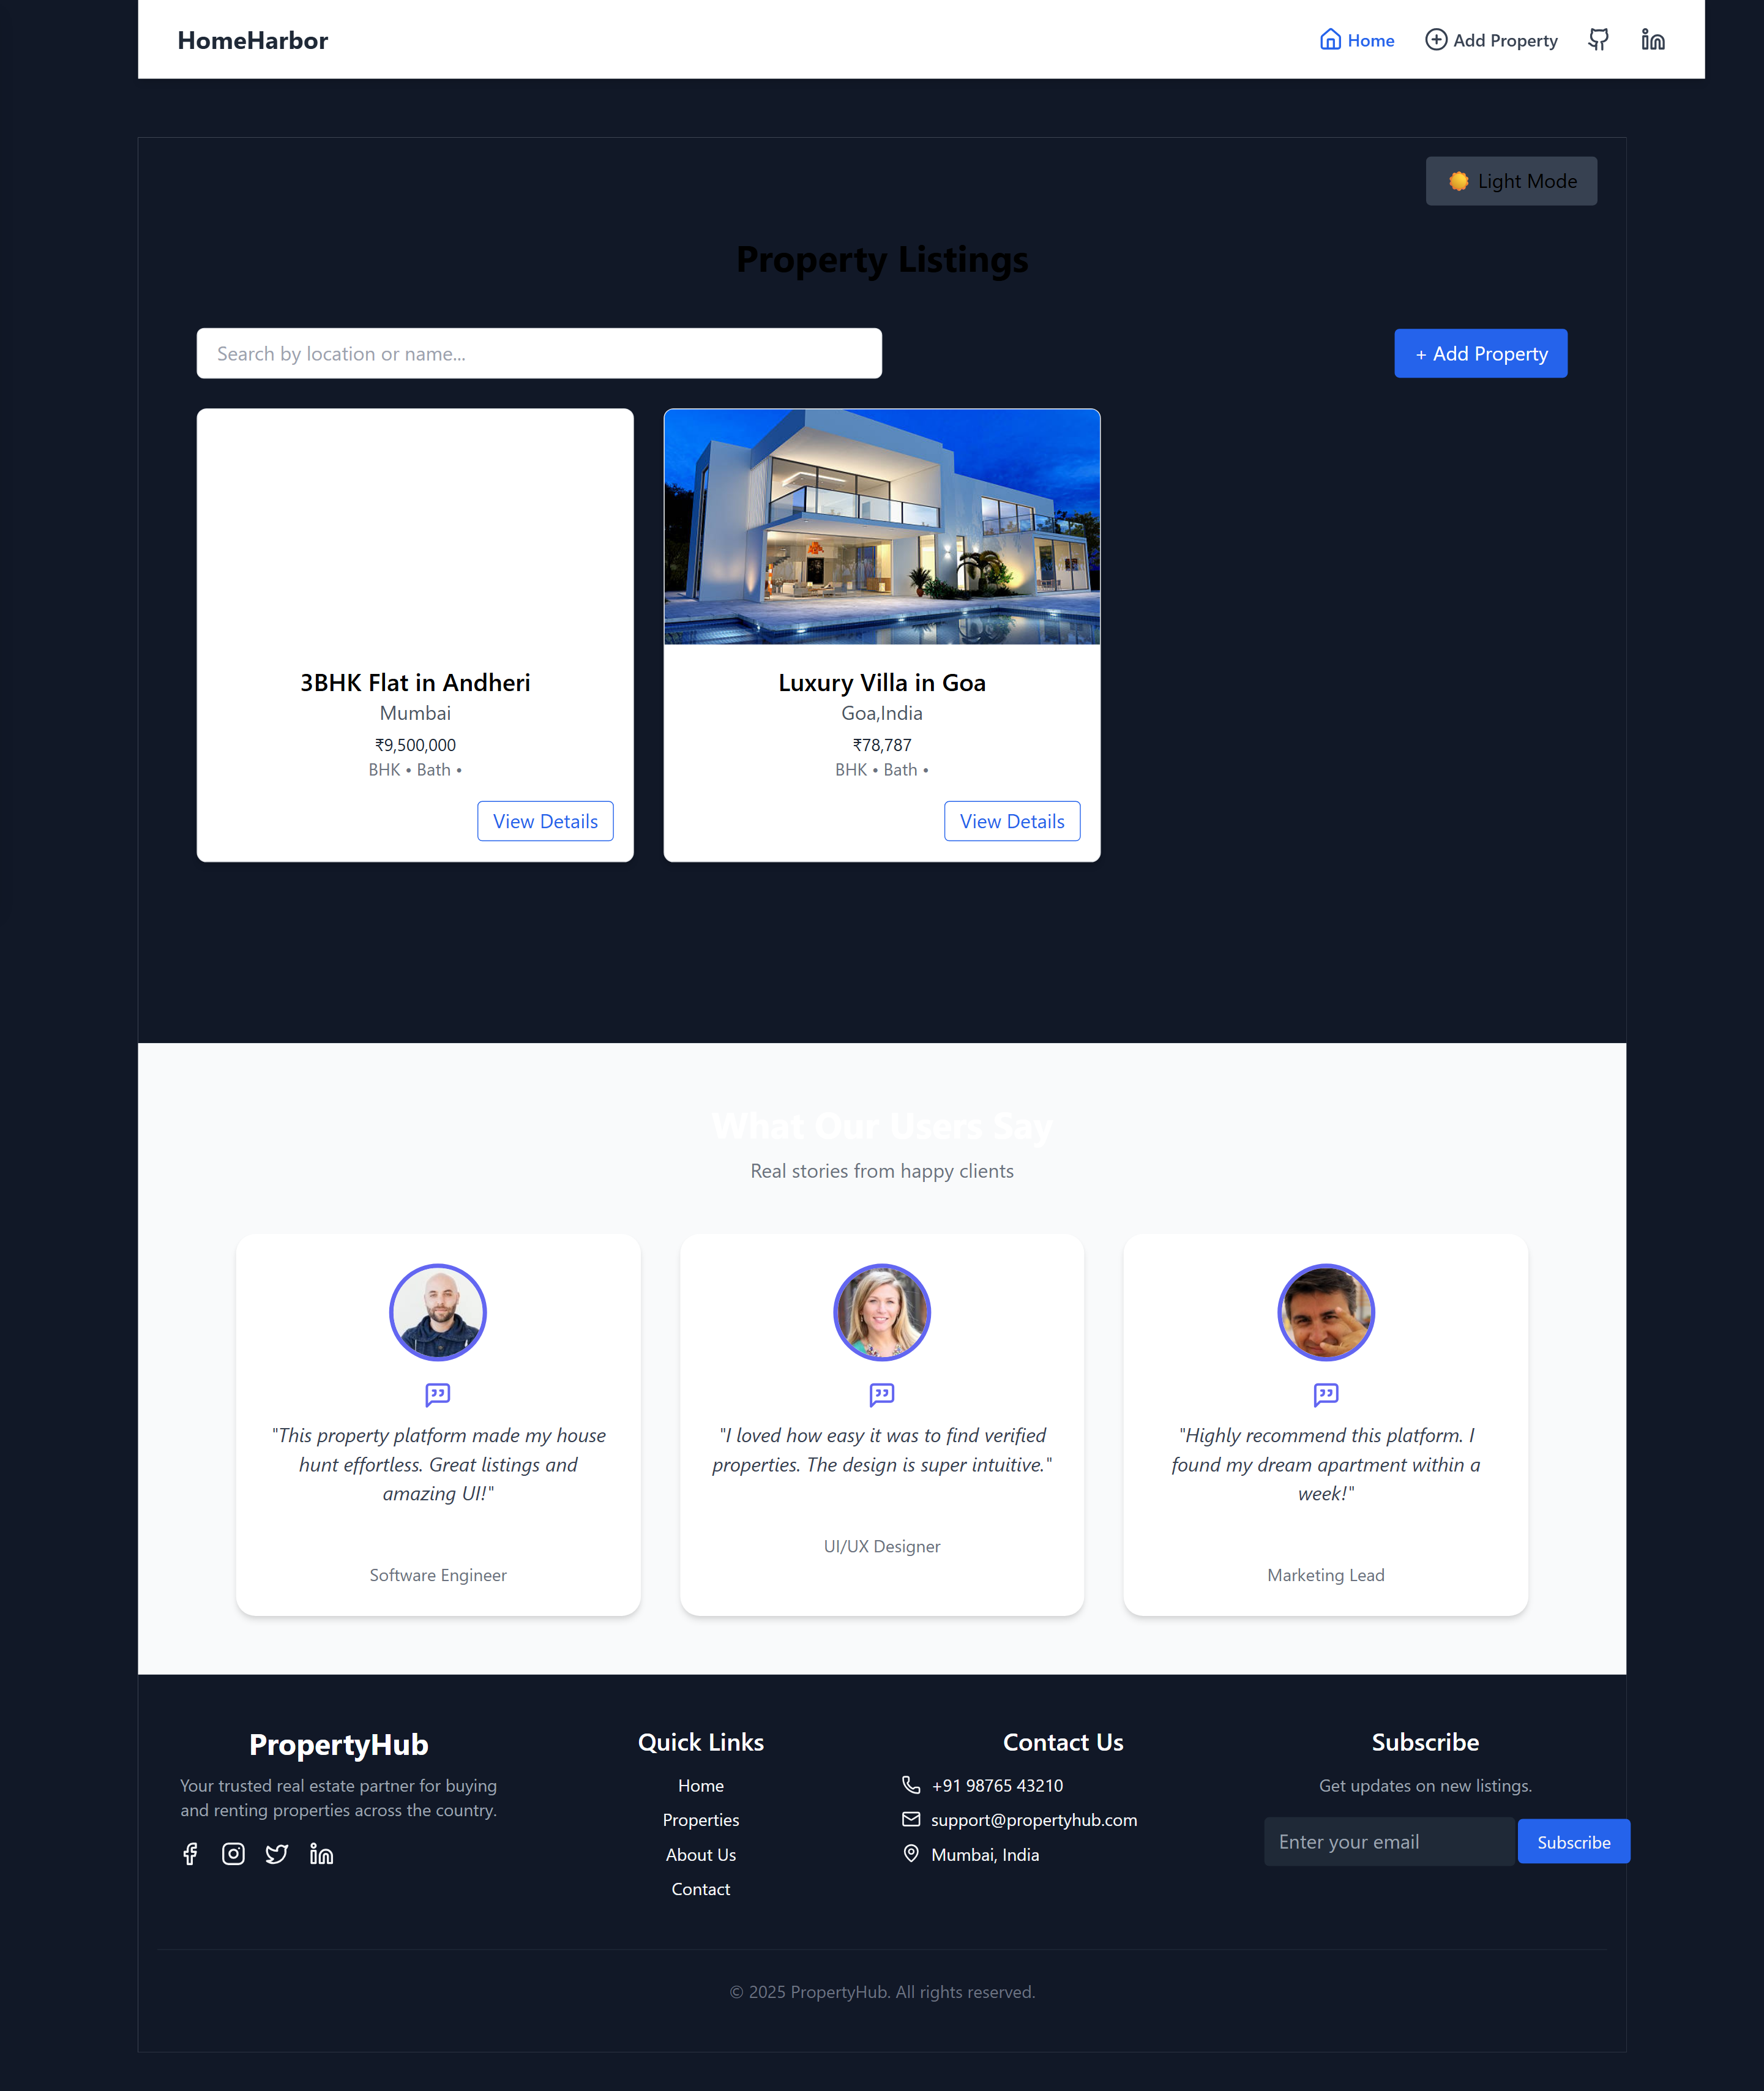 HomeHarbor
Home
Add Property
Light Mode
Property Listings
Search by location or name...
+ Add Property
3BHK Flat in Andheri
Mumbai
₹9,500,000
BHK • Bath •
View Details
Luxury Villa in Goa
Goa,India
₹78,787
BHK • Bath •
View Details
What Our Users Say
Real stories from happy clients
"This property platform made my house
hunt effortless. Great listings and
amazing UI!"
Software Engineer
"I loved how easy it was to find verified
properties. The design is super intuitive."
UI/UX Designer
"Highly recommend this platform. I
found my dream apartment within a
week!"
Marketing Lead
PropertyHub
Your trusted real estate partner for buying
and renting properties across the country.
Quick Links
Home
Properties
About Us
Contact
Contact Us
+91 98765 43210
support@propertyhub.com
Mumbai, India
Subscribe
Get updates on new listings.
Enter your email
Subscribe
© 2025 PropertyHub. All rights reserved.